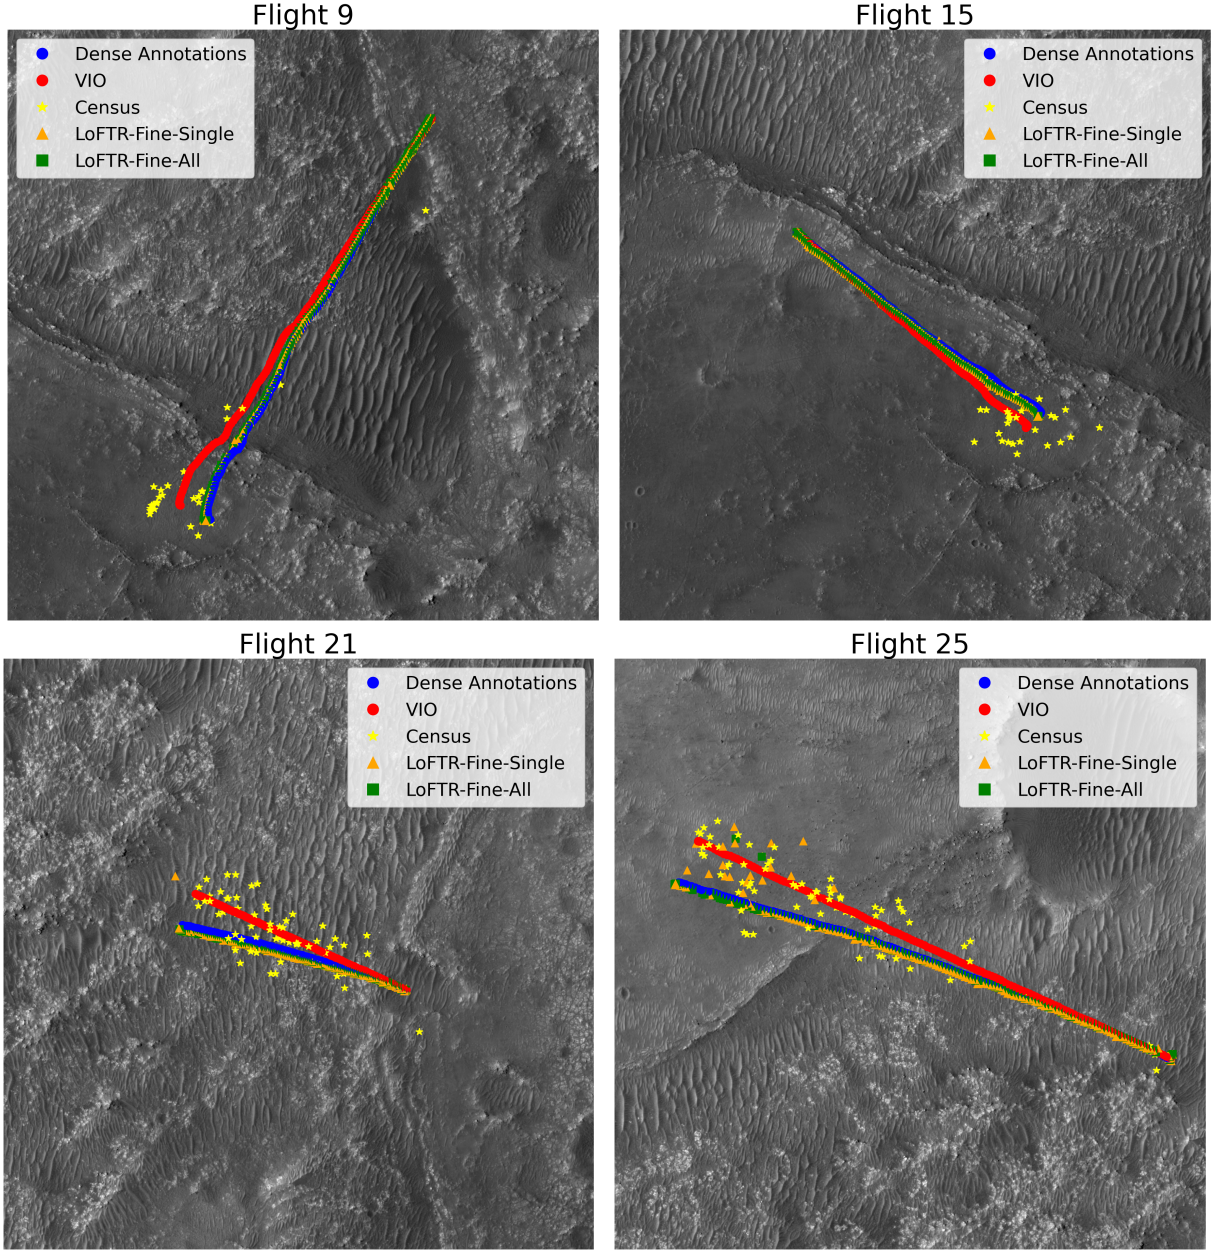 Flight 9
Dense Annotations
VIO
Census
LoFTR-Fine-Single
LoFTR-Fine-All
Flight 15
Dense Annotations
VIO
Census
LoFTR-Fine-Single
LoFTR-Fine-All
Flight 21
Dense Annotations
VIO
Census
LoFTR-Fine-Single
LoFTR-Fine-All
Flight 25
Dense Annotations
VIO
Census
LoFTR-Fine-Single
LoFTR-Fine-All